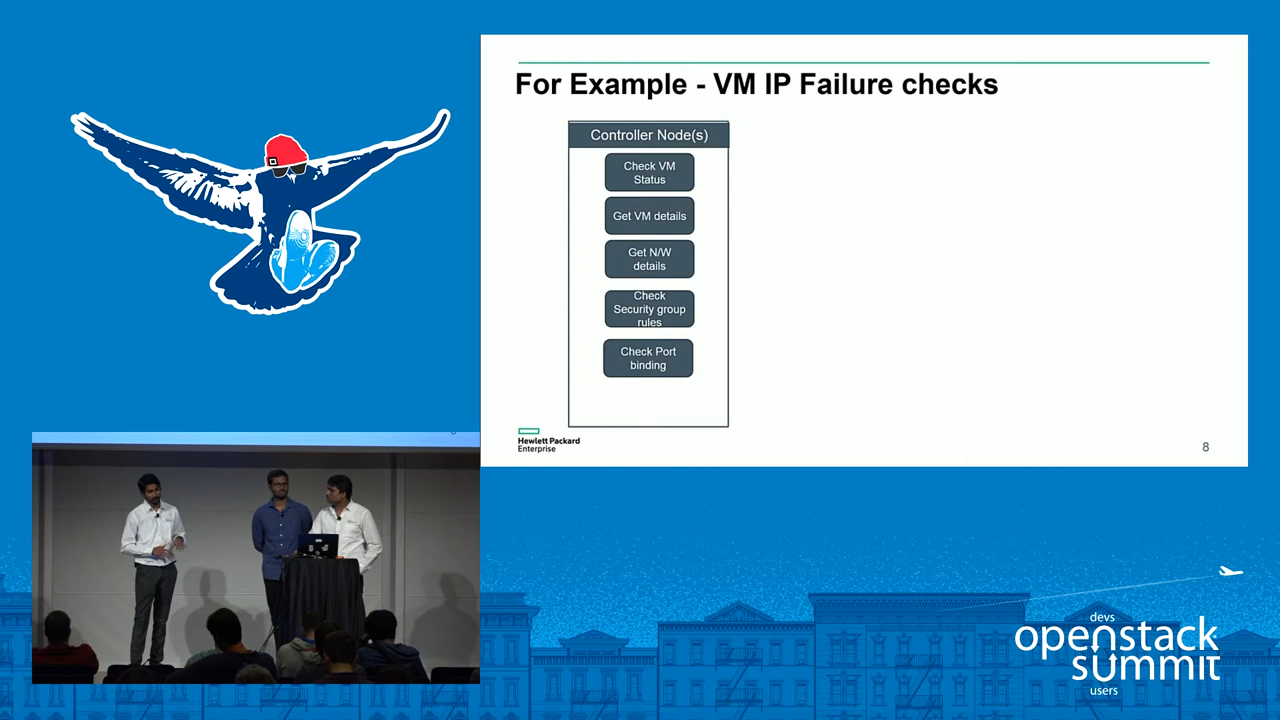 For Example - VM IP Failure checks
Controller Node(s)
Check VM
Status
Get VM details
Get N/W
details
Check
Security group
rules
Check Port
binding
Hewlett Packard
Enterprise
8
devs
openstack
summit
users